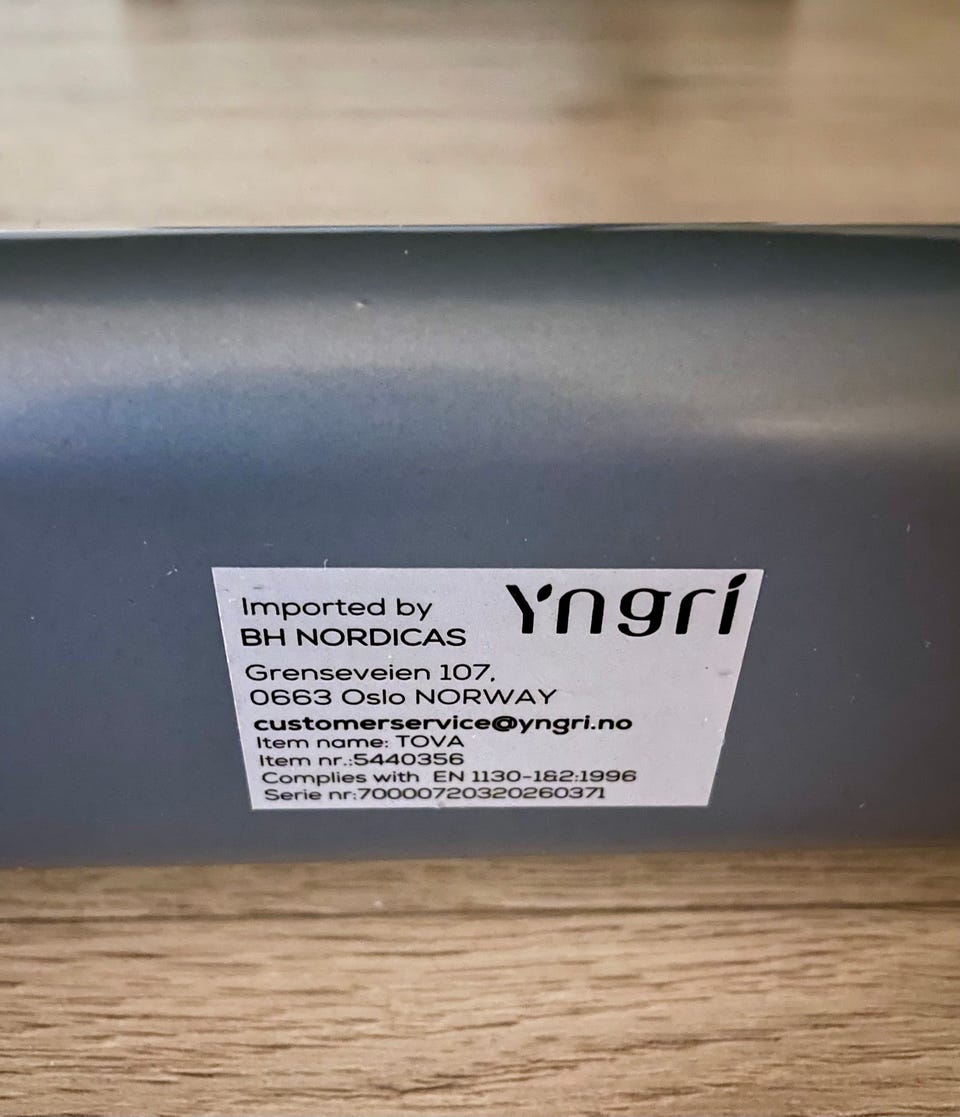 Yngri
Imported by
BH NORDICAS
Grenseveien 107,
0663 Oslo NORWAY
customerservice@yngri.no
Item name: TOVA
Item nr.:5440356
Complies with EN 1130-1&2:1996
Serie nr:70000720320260371